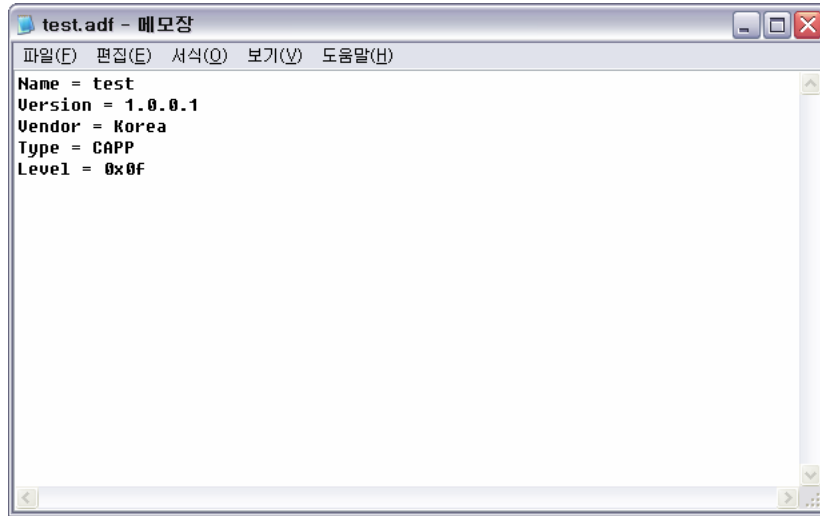 test.adf - 메모장
파일(F) 편집(E) 서식(O) 보기(V) 도움말(H)
Name = test
Version = 1.0.0.1
Vendor = Korea
Type = CAPP
Level = 0x0f